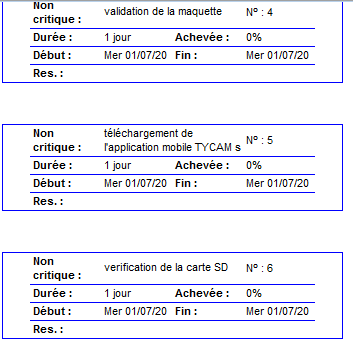 Non critique : validation de la maquette N° : 4
Durée : 1 jour Achevée : 0%
Début : Mer 01/07/20 Fin : Mer 01/07/20
Res. :
Non critique : téléchargement de l'application mobile TYCAM s N° : 5
Durée : 1 jour Achevée : 0%
Début : Mer 01/07/20 Fin : Mer 01/07/20
Res. :
Non critique : verification de la carte SD N° : 6
Durée : 1 jour Achevée : 0%
Début : Mer 01/07/20 Fin : Mer 01/07/20
Res. :